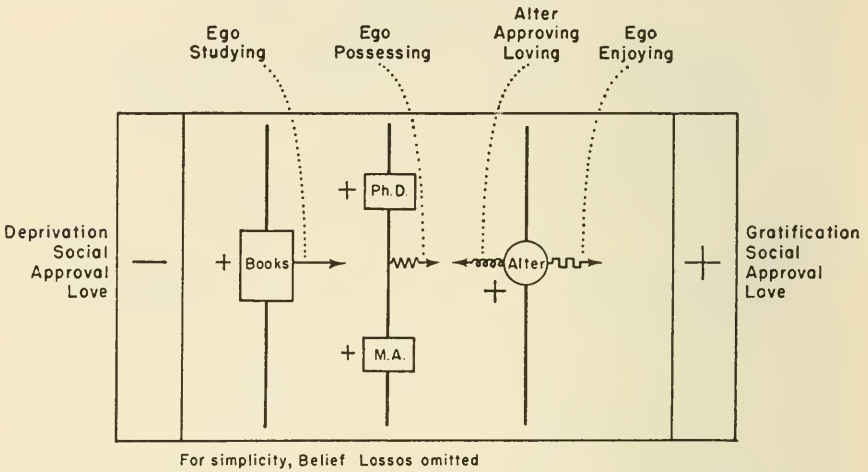 Ego
Studying
Ego
Possessing
Alter
Approving
Loving
Ego
Enjoying
Deprivation
Social
Approval
Love
—
+ Books
+ Ph.D.
+ M.A.
Alter
+
+
Gratification
Social
Approval
Love
For simplicity, Belief Lossos omitted